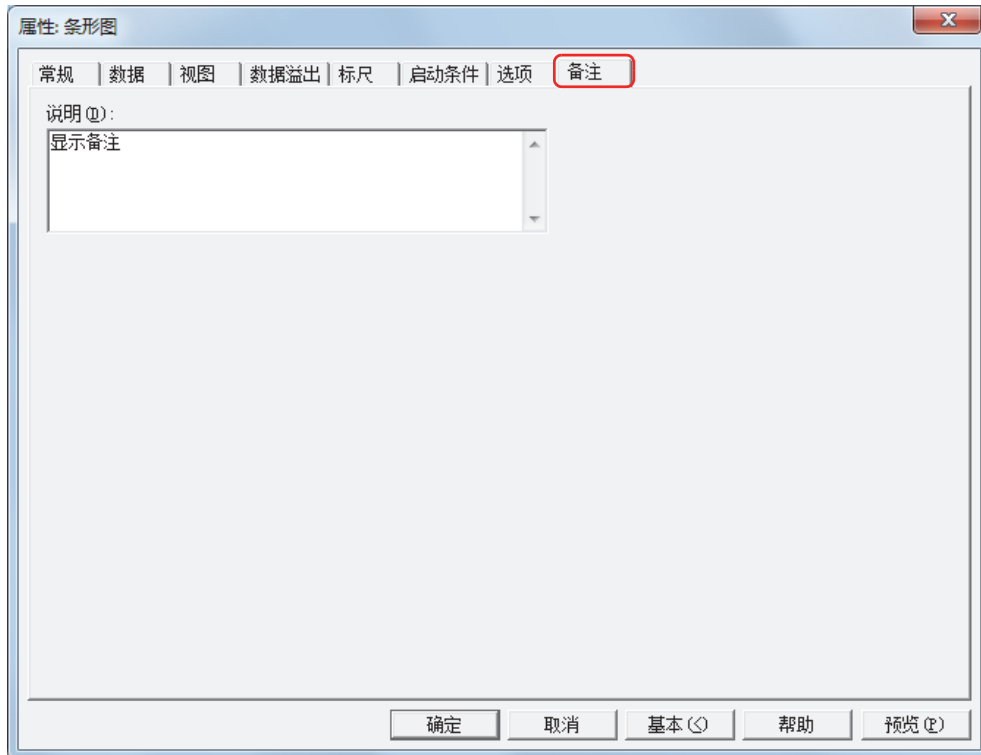 属性: 条形图
常规 数据 视图 数据溢出 标尺 启动条件 选项 备注
说明(D):
显示备注
确定 取消 基本(<) 帮助 预览(P)